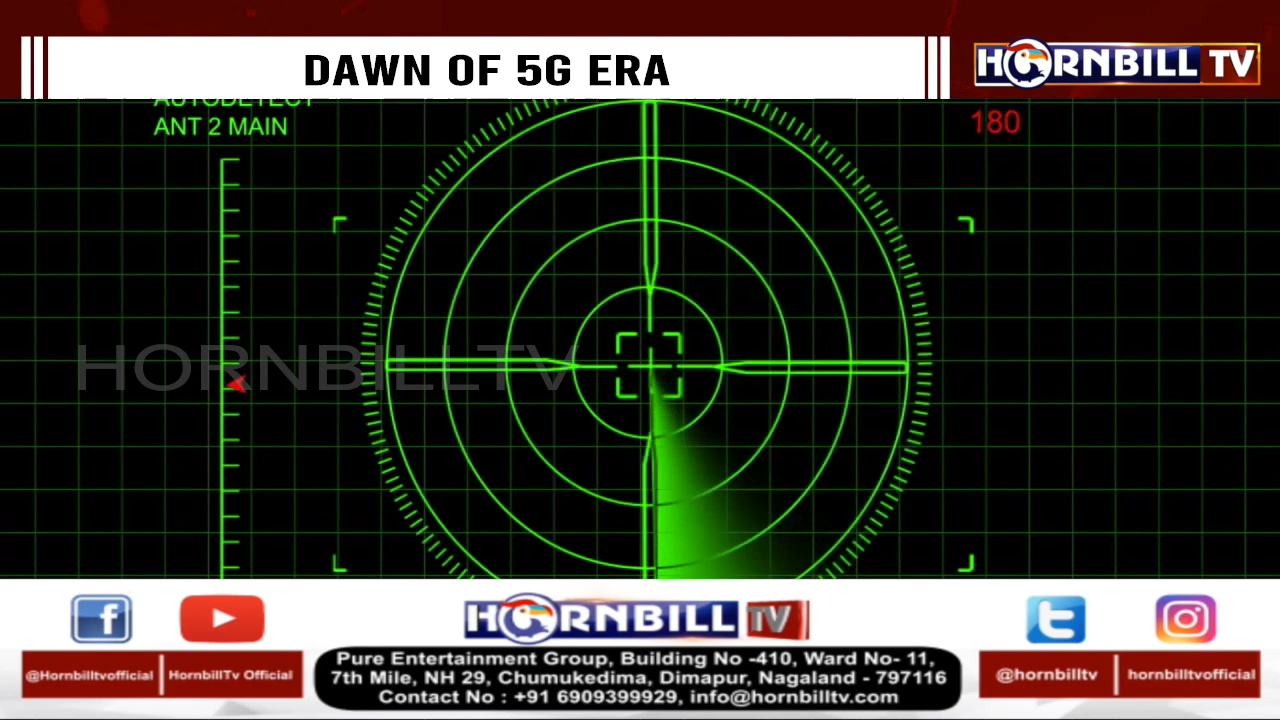 DAWN OF 5G ERA
HORNBILL TV
AUTODETECT
ANT 2 MAIN
180
HORNBILLTV
HORNBILL TV
@Hornbilltvofficial
HornbillTv Official
Pure Entertainment Group, Building No -410, Ward No- 11,
7th Mile, NH 29, Chumukedima, Dimapur, Nagaland - 797116
Contact No : +91 6909399929, info@hornbilltv.com
@hornbilltv
hornbilltvofficial